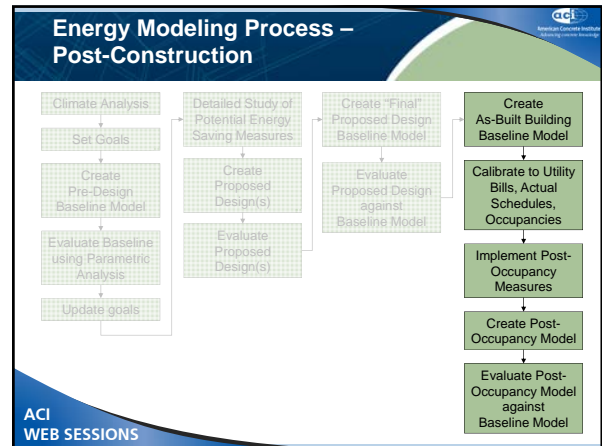 Energy Modeling Process –
Post-Construction
aci
American Concrete Institute
Advancing concrete knowledge
Climate Analysis
Set Goals
Create
Pre-Design
Baseline Model
Evaluate Baseline
using Parametric
Analysis
Update goals
Detailed Study of
Potential Energy
Saving Measures
Create
Proposed
Design(s)
Evaluate
Proposed
Design(s)
Create “Final”
Proposed Design
Baseline Model
Evaluate
Proposed Design
against
Baseline Model
Create
As-Built Building
Baseline Model
Calibrate to Utility
Bills, Actual
Schedules,
Occupancies
Implement Post-
Occupancy
Measures
Create Post-
Occupancy Model
Evaluate Post-
Occupancy Model
against
Baseline Model
ACI
WEB SESSIONS